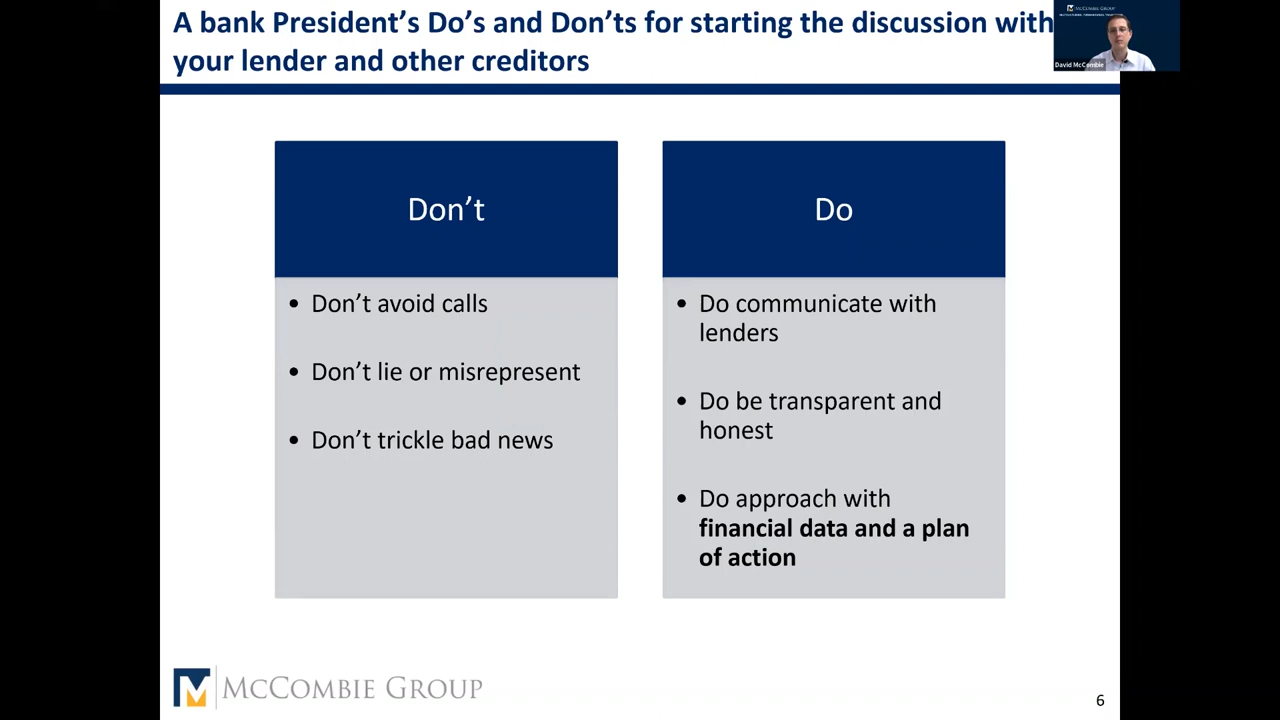 A bank President’s Do’s and Don’ts for starting the discussion with
your lender and other creditors
McCombie Group
David McCombie
Don’t
• Don’t avoid calls
• Don’t lie or misrepresent
• Don’t trickle bad news
Do
• Do communicate with
lenders
• Do be transparent and
honest
• Do approach with
financial data and a plan
of action
McCombie Group
6